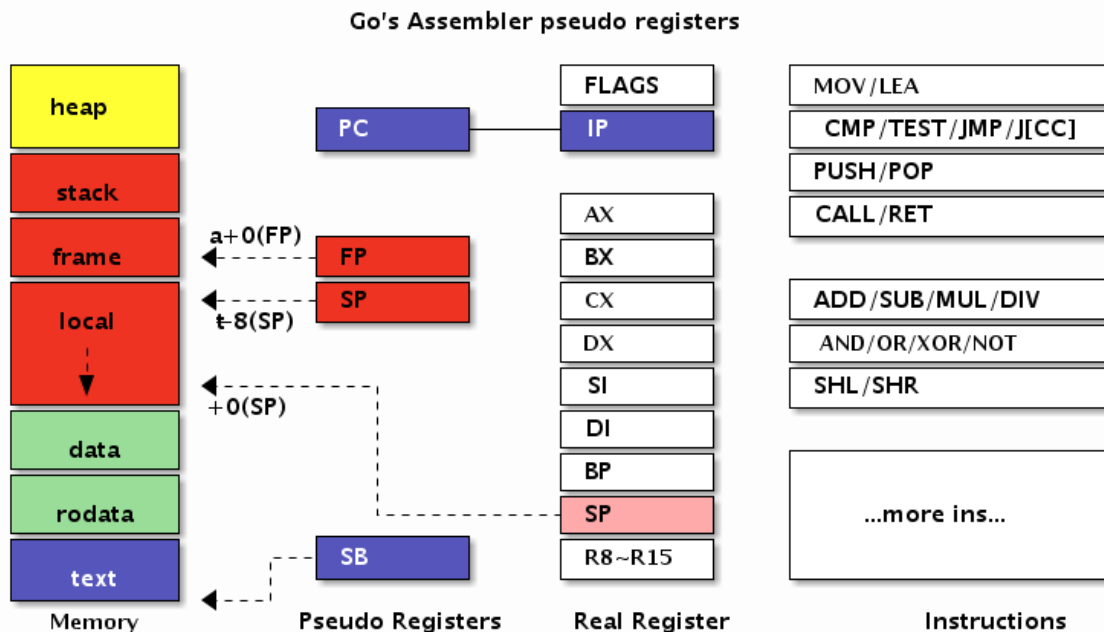 Go's Assembler pseudo registers
heap
stack
frame
local
data
rodata
text
Memory
PC
a+0(FP)
FP
SP
t-8(SP)
+0(SP)
SB
Pseudo Registers
FLAGS
IP
AX
BX
CX
DX
SI
DI
BP
SP
R8~R15
Real Register
MOV/LEA
CMP/TEST/JMP/J[CC]
PUSH/POP
CALL/RET
ADD/SUB/MUL/DIV
AND/OR/XOR/NOT
SHL/SHR
...more ins...
Instructions